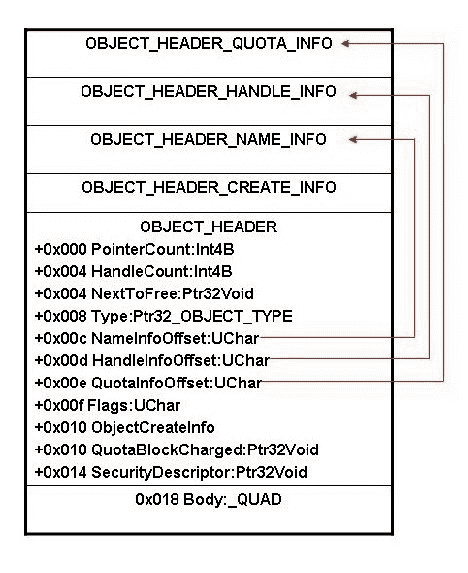 OBJECT_HEADER_QUOTA_INFO
OBJECT_HEADER_HANDLE_INFO
OBJECT_HEADER_NAME_INFO
OBJECT_HEADER_CREATE_INFO
OBJECT_HEADER
+0x000 PointerCount:Int4B
+0x004 HandleCount:Int4B
+0x004 NextToFree:Ptr32Void
+0x008 Type:Ptr32_OBJECT_TYPE
+0x00c NameInfoOffset:UChar
+0x00d HandleInfoOffset:UChar
+0x00e QuotaInfoOffset:UChar
+0x00f Flags:UChar
+0x010 ObjectCreateInfo
+0x010 QuotaBlockCharged:Ptr32Void
+0x014 SecurityDescriptor:Ptr32Void
0x018 Body:_QUAD